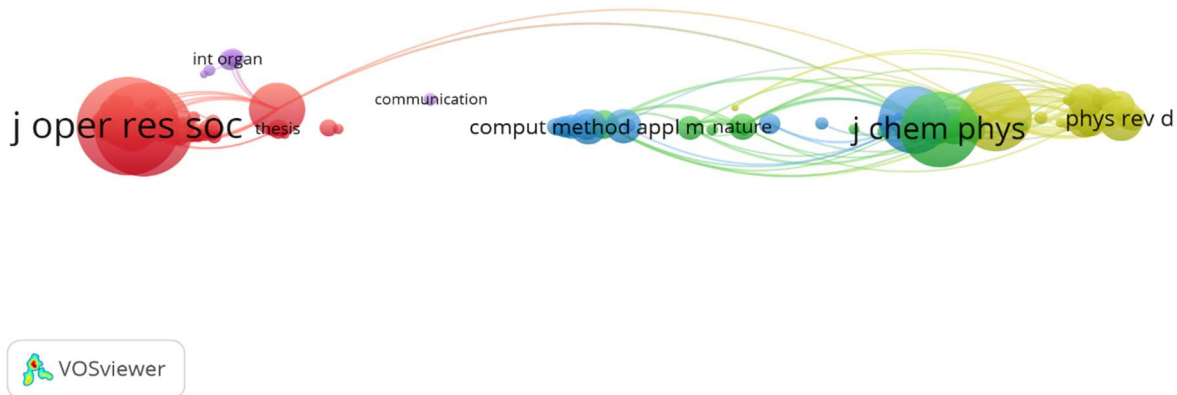 int organ
j oper res soc
thesis
communication
comput method appl m
nature
j chem phys
phys rev d
VOSviewer